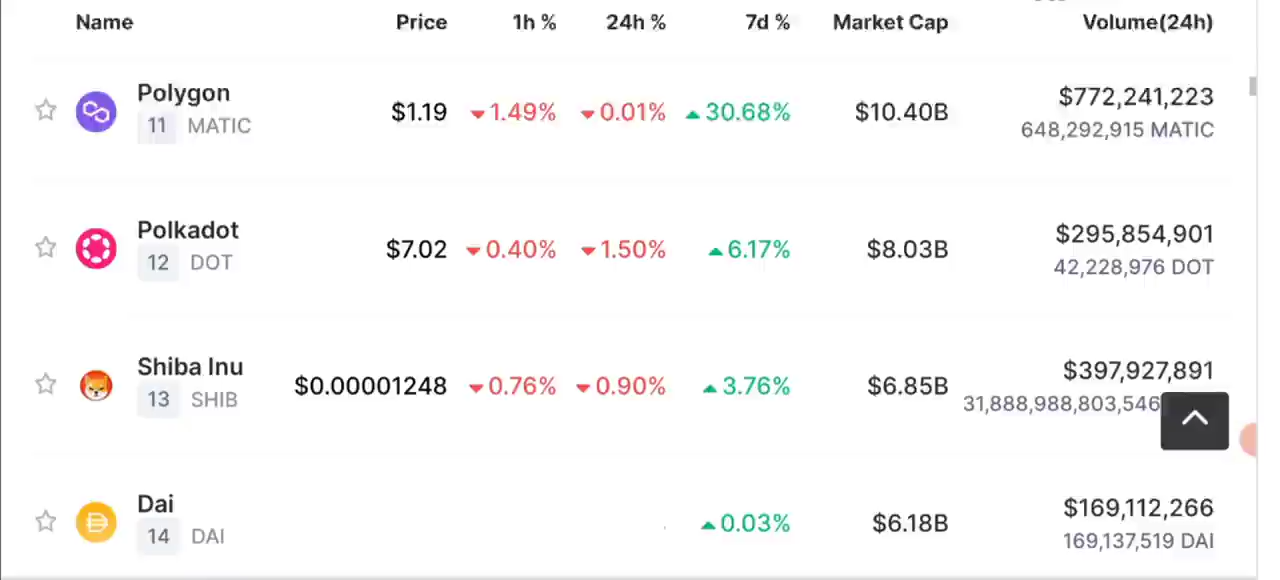 Name Price 1h % 24h % 7d % Market Cap Volume(24h)
Polygon
11 MATIC
$1.19 1.49% 0.01% 30.68% $10.40B
$772,241,223
648,292,915 MATIC
Polkadot
12 DOT
$7.02 0.40% 1.50% 6.17% $8.03B
$295,854,901
42,228,976 DOT
Shiba Inu
13 SHIB
$0.00001248 0.76% 0.90% 3.76% $6.85B
$397,927,891
31,888,988,803,546
Dai
14 DAI
0.03% $6.18B
$169,112,266
169,137,519 DAI